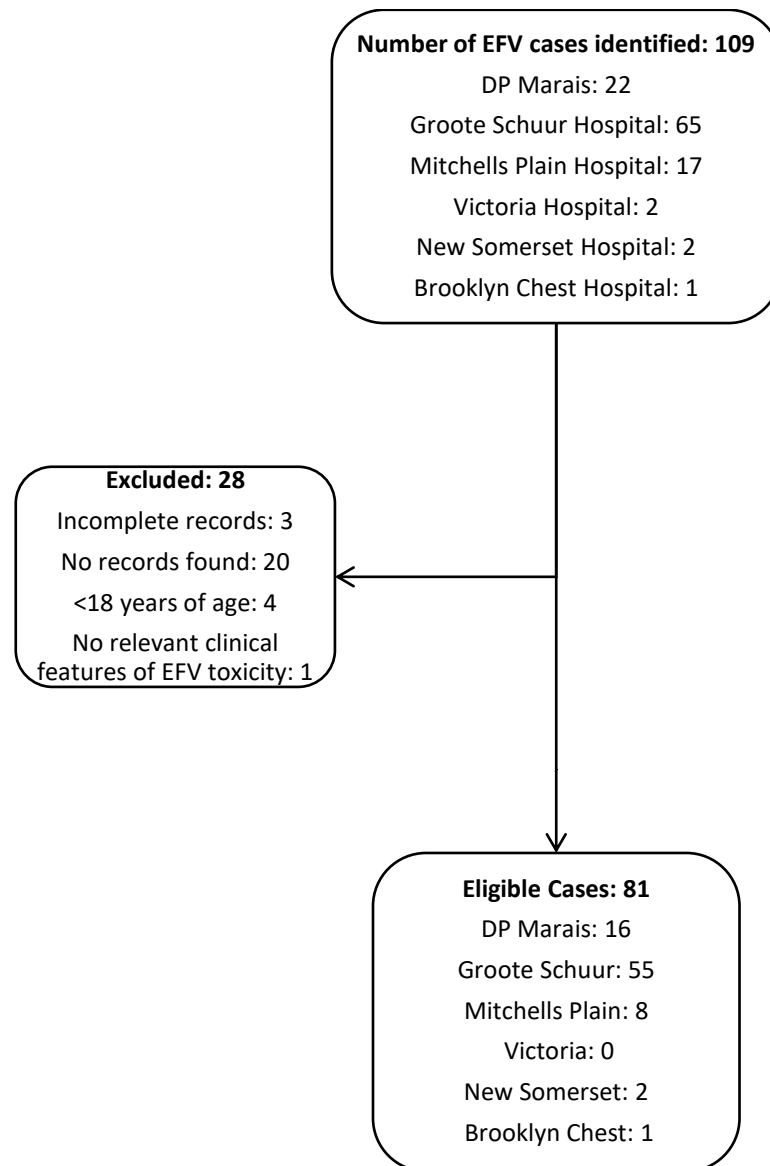 Number of EFV cases identified: 109
DP Marais: 22
Groote Schuur Hospital: 65
Mitchells Plain Hospital: 17
Victoria Hospital: 2
New Somerset Hospital: 2
Brooklyn Chest Hospital: 1
Excluded: 28
Incomplete records: 3
No records found: 20
<18 years of age: 4
No relevant clinical
features of EFV toxicity: 1
Eligible Cases: 81
DP Marais: 16
Groote Schuur: 55
Mitchells Plain: 8
Victoria: 0
New Somerset: 2
Brooklyn Chest: 1